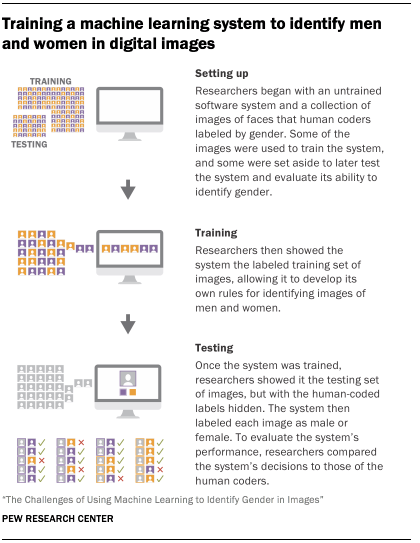 Training a machine learning system to identify men
and women in digital images
TRAINING
TESTING
Setting up
Researchers began with an untrained
software system and a collection of
images of faces that human coders
labeled by gender. Some of the
images were used to train the system,
and some were set aside to later test
the system and evaluate its ability to
identify gender.
Training
Researchers then showed the
system the labeled training set of
images, allowing it to develop its
own rules for identifying images of
men and women.
Testing
Once the system was trained,
researchers showed it the testing set
of images, but with the human-coded
labels hidden. The system then
labeled each image as male or
female. To evaluate the system's
performance, researchers compared
the system's decisions to those of the
human coders.
"The Challenges of Using Machine Learning to Identify Gender in Images"
PEW RESEARCH CENTER